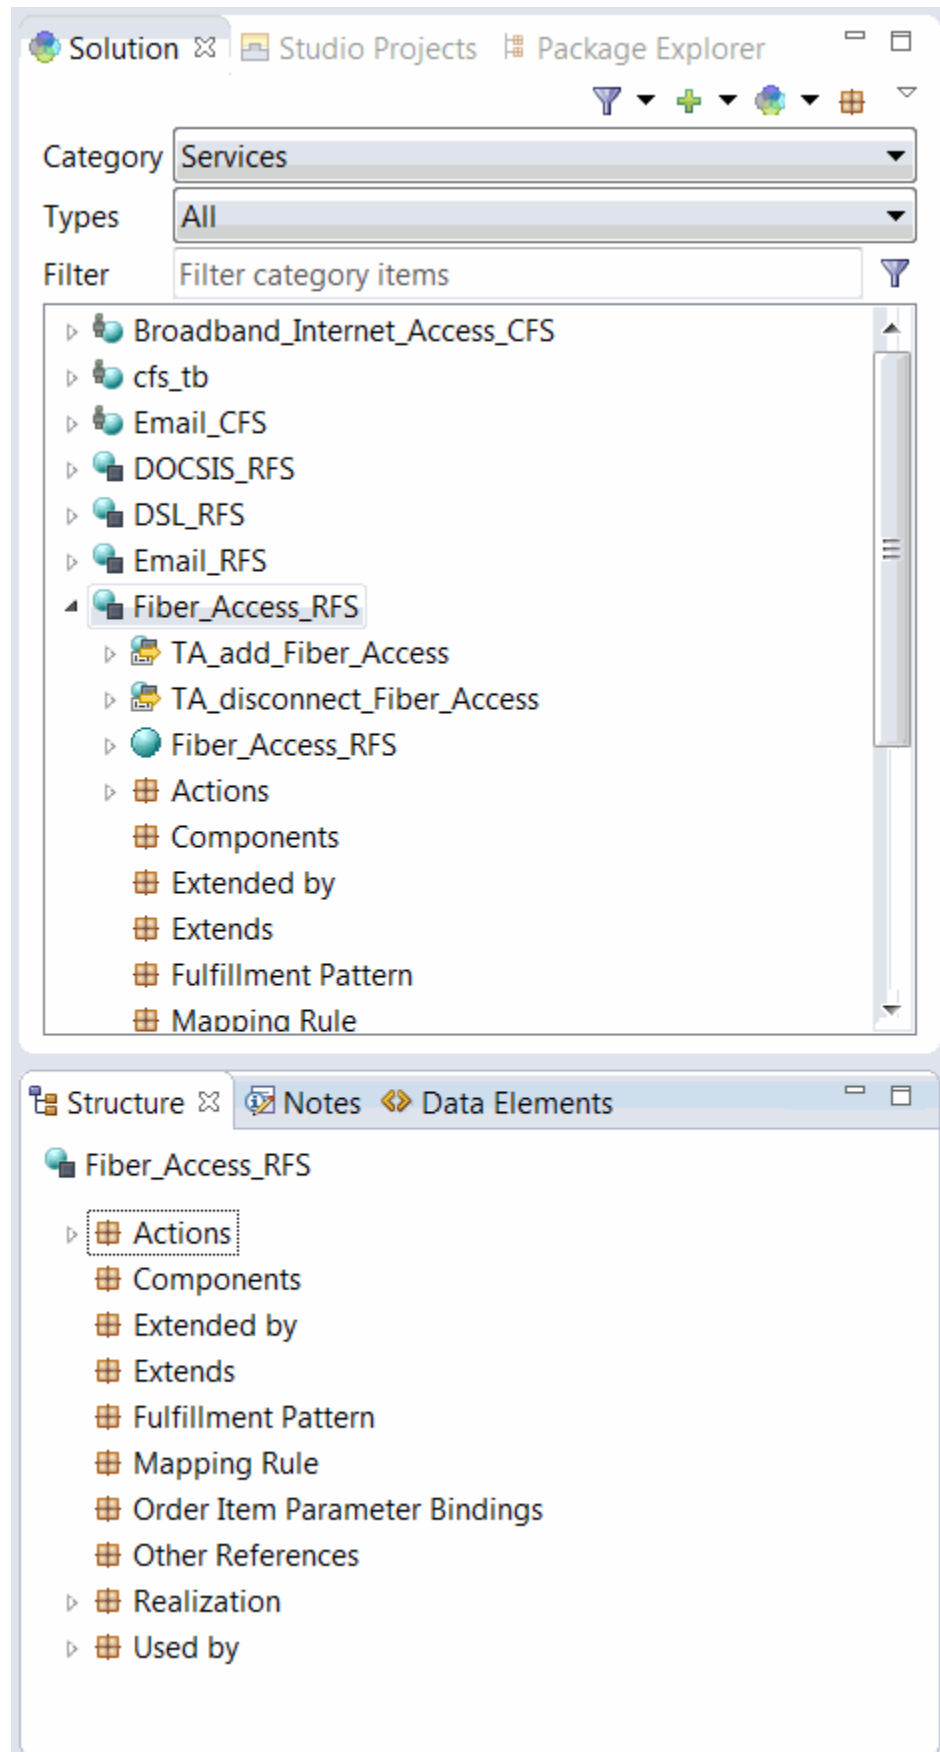 Solution Studio Projects Package Explorer
Category Services
Types All
Filter Filter category items
Broadband_Internet_Access_CFS
cfs_tb
Email_CFS
DOCSIS_RFS
DSL_RFS
Email_RFS
Fiber_Access_RFS
TA_add_Fiber_Access
TA_disconnect_Fiber_Access
Fiber_Access_RFS
Actions
Components
Extended by
Extends
Fulfillment Pattern
Mapping Rule
Structure Notes Data Elements
Fiber_Access_RFS
Actions
Components
Extended by
Extends
Fulfillment Pattern
Mapping Rule
Order Item Parameter Bindings
Other References
Realization
Used by